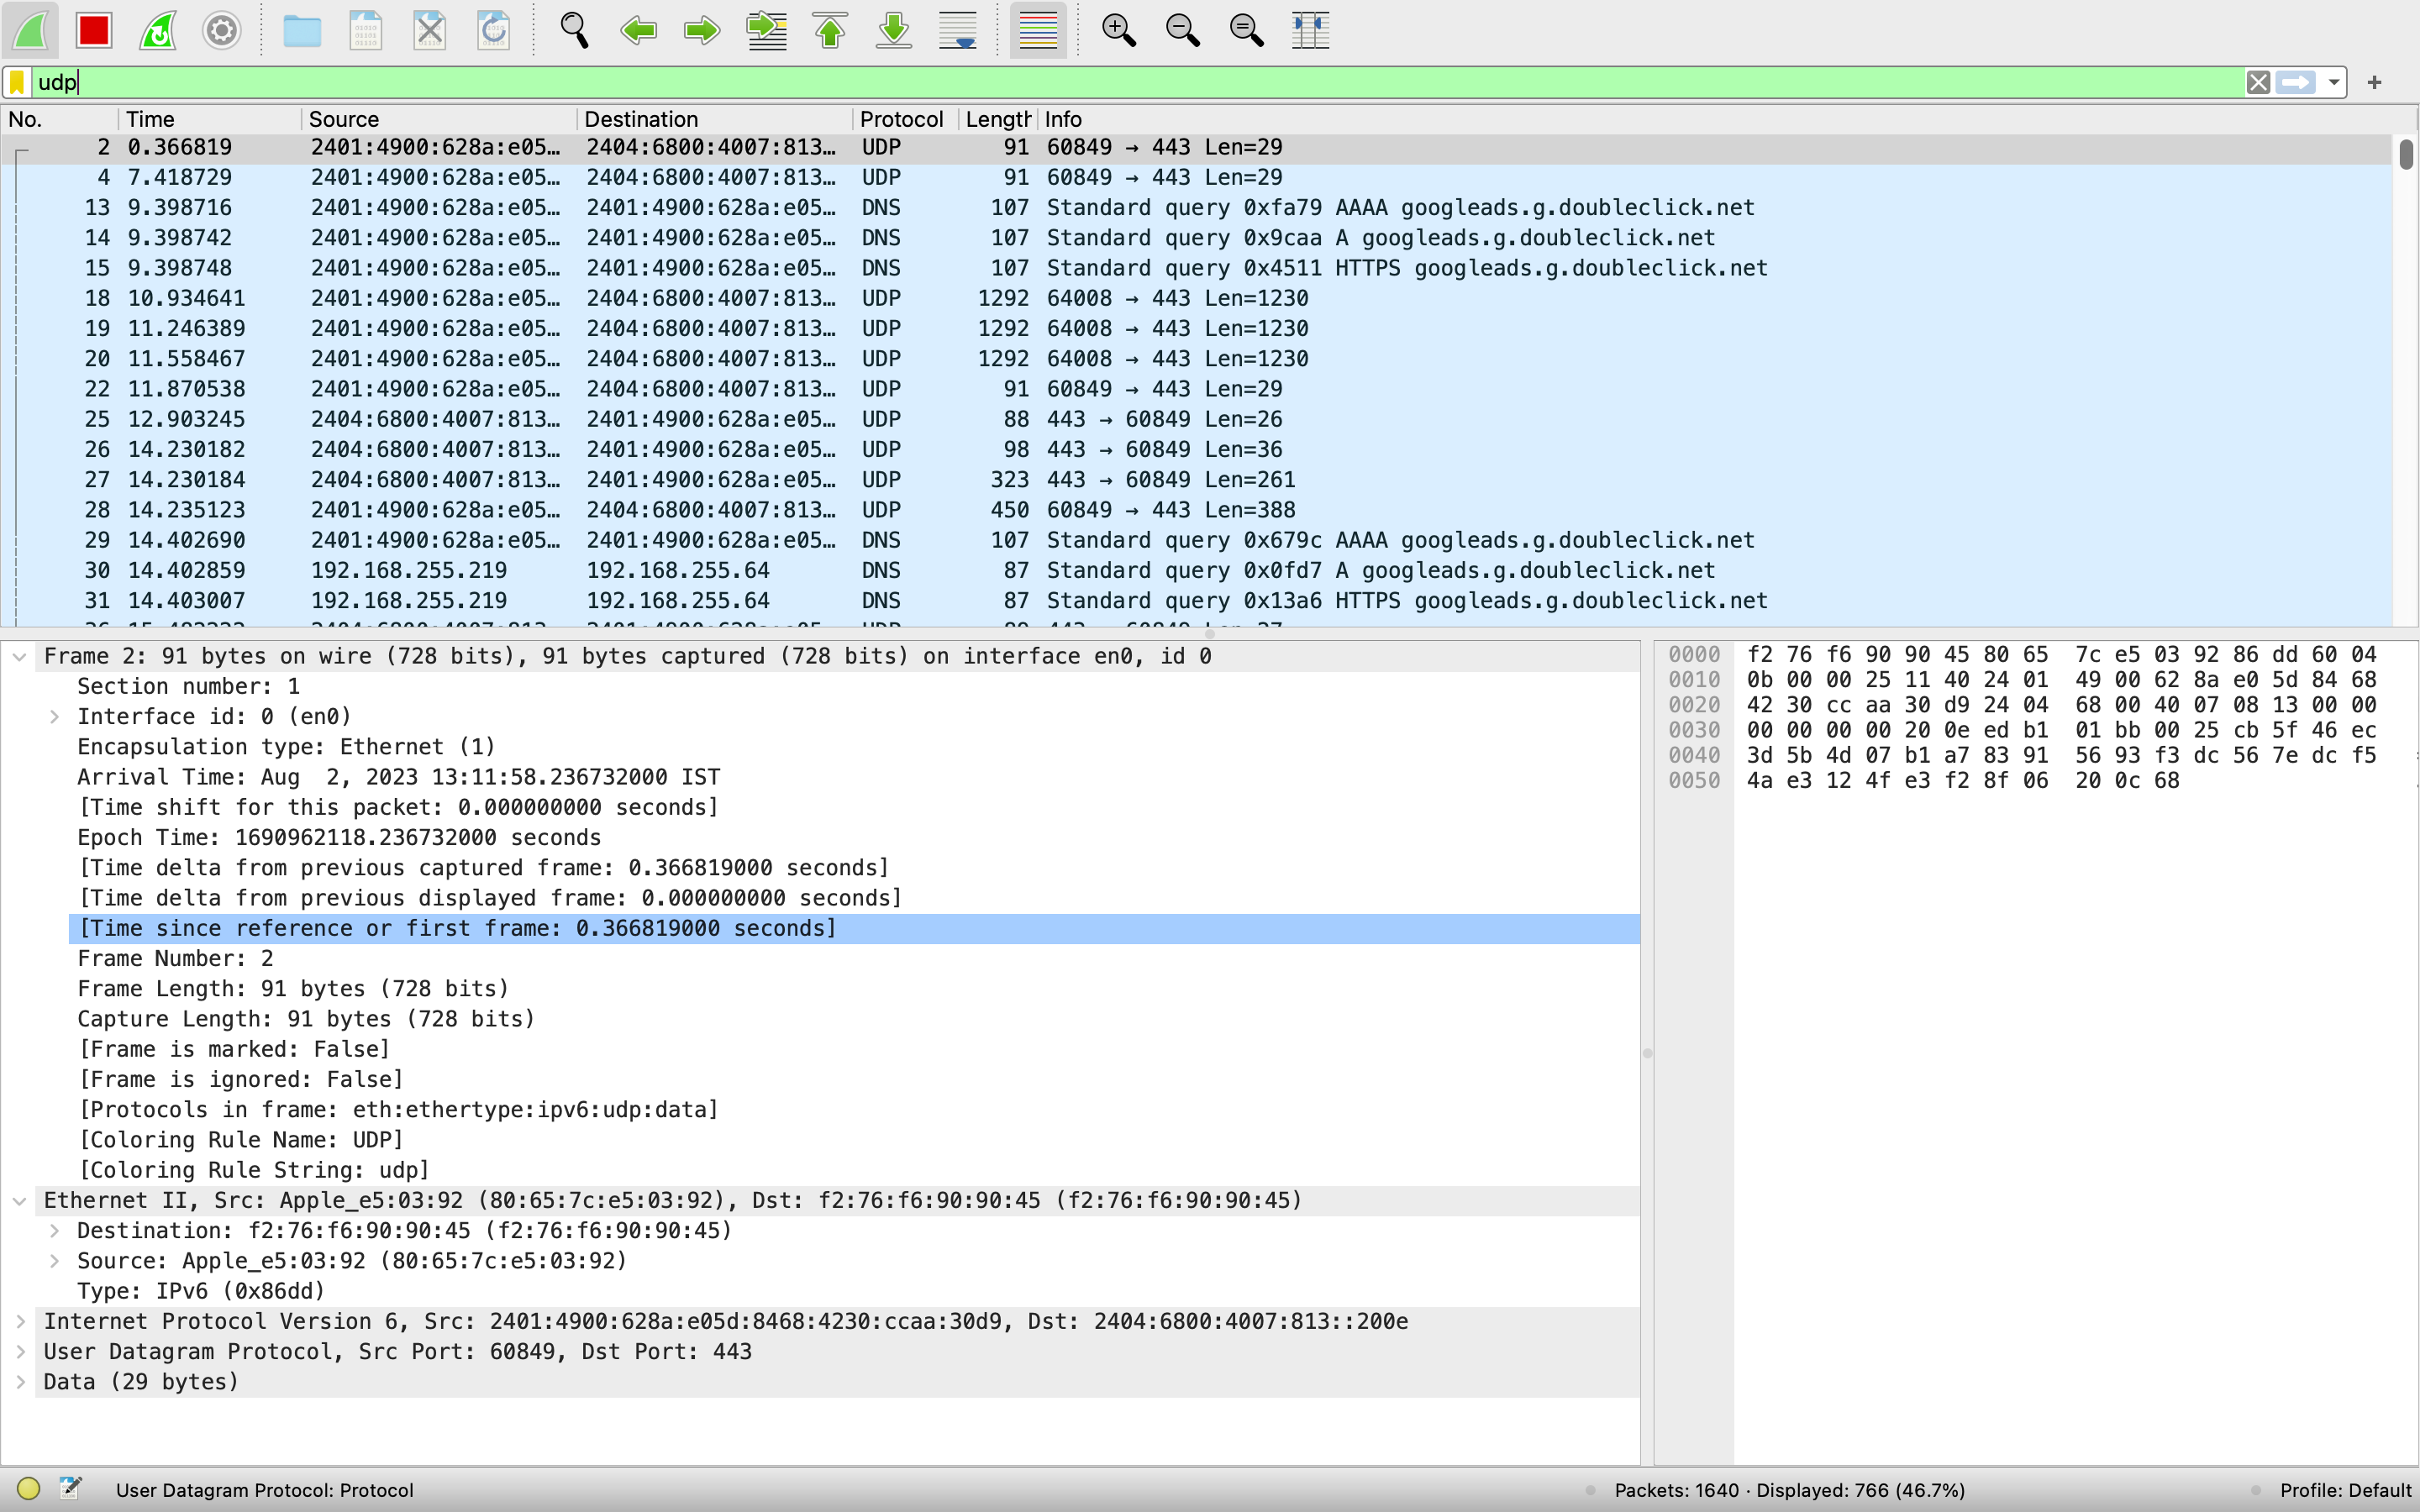 udp
No. Time Source Destination Protocol Length Info
2 0.366819 2401:4900:628a:e05… 2404:6800:4007:813… UDP 91 60849 → 443 Len=29
4 7.418729 2401:4900:628a:e05… 2404:6800:4007:813… UDP 91 60849 → 443 Len=29
13 9.398716 2401:4900:628a:e05… 2401:4900:628a:e05… DNS 107 Standard query 0xfa79 AAAA googleads.g.doubleclick.net
14 9.398742 2401:4900:628a:e05… 2401:4900:628a:e05… DNS 107 Standard query 0x9caa A googleads.g.doubleclick.net
15 9.398748 2401:4900:628a:e05… 2401:4900:628a:e05… DNS 107 Standard query 0x4511 HTTPS googleads.g.doubleclick.net
18 10.934641 2401:4900:628a:e05… 2404:6800:4007:813… UDP 1292 64008 → 443 Len=1230
19 11.246389 2401:4900:628a:e05… 2404:6800:4007:813… UDP 1292 64008 → 443 Len=1230
20 11.558467 2401:4900:628a:e05… 2404:6800:4007:813… UDP 1292 64008 → 443 Len=1230
22 11.870538 2401:4900:628a:e05… 2404:6800:4007:813… UDP 91 60849 → 443 Len=29
25 12.903245 2404:6800:4007:813… 2401:4900:628a:e05… UDP 88 443 → 60849 Len=26
26 14.230182 2404:6800:4007:813… 2401:4900:628a:e05… UDP 98 443 → 60849 Len=36
27 14.230184 2404:6800:4007:813… 2401:4900:628a:e05… UDP 323 443 → 60849 Len=261
28 14.235123 2401:4900:628a:e05… 2404:6800:4007:813… UDP 450 60849 → 443 Len=388
29 14.402690 2401:4900:628a:e05… 2401:4900:628a:e05… DNS 107 Standard query 0x679c AAAA googleads.g.doubleclick.net
30 14.402859 192.168.255.219 192.168.255.64 DNS 87 Standard query 0x0fd7 A googleads.g.doubleclick.net
31 14.403007 192.168.255.219 192.168.255.64 DNS 87 Standard query 0x13a6 HTTPS googleads.g.doubleclick.net
Frame 2: 91 bytes on wire (728 bits), 91 bytes captured (728 bits) on interface en0, id 0
Section number: 1
Interface id: 0 (en0)
Encapsulation type: Ethernet (1)
Arrival Time: Aug  2, 2023 13:11:58.236732000 IST
[Time shift for this packet: 0.000000000 seconds]
Epoch Time: 1690962118.236732000 seconds
[Time delta from previous captured frame: 0.366819000 seconds]
[Time delta from previous displayed frame: 0.000000000 seconds]
[Time since reference or first frame: 0.366819000 seconds]
Frame Number: 2
Frame Length: 91 bytes (728 bits)
Capture Length: 91 bytes (728 bits)
[Frame is marked: False]
[Frame is ignored: False]
[Protocols in frame: eth:ethertype:ipv6:udp:data]
[Coloring Rule Name: UDP]
[Coloring Rule String: udp]
Ethernet II, Src: Apple_e5:03:92 (80:65:7c:e5:03:92), Dst: f2:76:f6:90:90:45 (f2:76:f6:90:90:45)
Destination: f2:76:f6:90:90:45 (f2:76:f6:90:90:45)
Source: Apple_e5:03:92 (80:65:7c:e5:03:92)
Type: IPv6 (0x86dd)
Internet Protocol Version 6, Src: 2401:4900:628a:e05d:8468:4230:ccaa:30d9, Dst: 2404:6800:4007:813::200e
User Datagram Protocol, Src Port: 60849, Dst Port: 443
Data (29 bytes)
0000 f2 76 f6 90 90 45 80 65 7c e5 03 92 86 dd 60 04
0010 0b 00 00 25 11 40 24 01 49 00 62 8a e0 5d 84 68
0020 42 30 cc aa 30 d9 24 04 68 00 40 07 08 13 00 00
0030 00 00 00 00 20 0e ed b1 01 bb 00 25 cb 5f 46 ec
0040 3d 5b 4d 07 b1 a7 83 91 56 93 f3 dc 56 7e dc f5
0050 4a e3 12 4f e3 f2 8f 06 20 0c 68
User Datagram Protocol: Protocol
Packets: 1640 · Displayed: 766 (46.7%)
Profile: Default